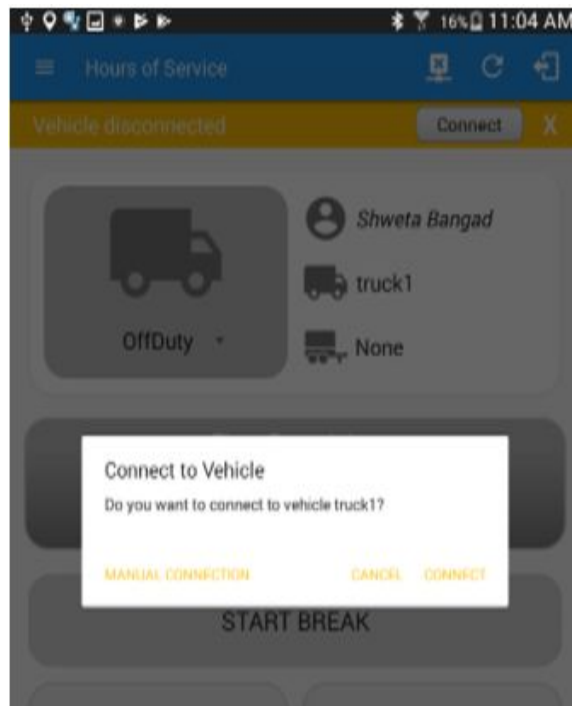 16% 11:04 AM
Hours of Service
Vehicle disconnected
Connect
X
Shweta Bangad
truck1
OffDuty
None
Connect to Vehicle
Do you want to connect to vehicle truck1?
MANUAL CONNECTION
CANCEL
CONNECT
START BREAK